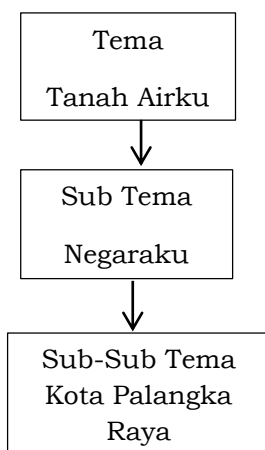 Tema
Tanah Airku
Sub Tema
Negaraku
Sub-Sub Tema
Kota Palangka
Raya